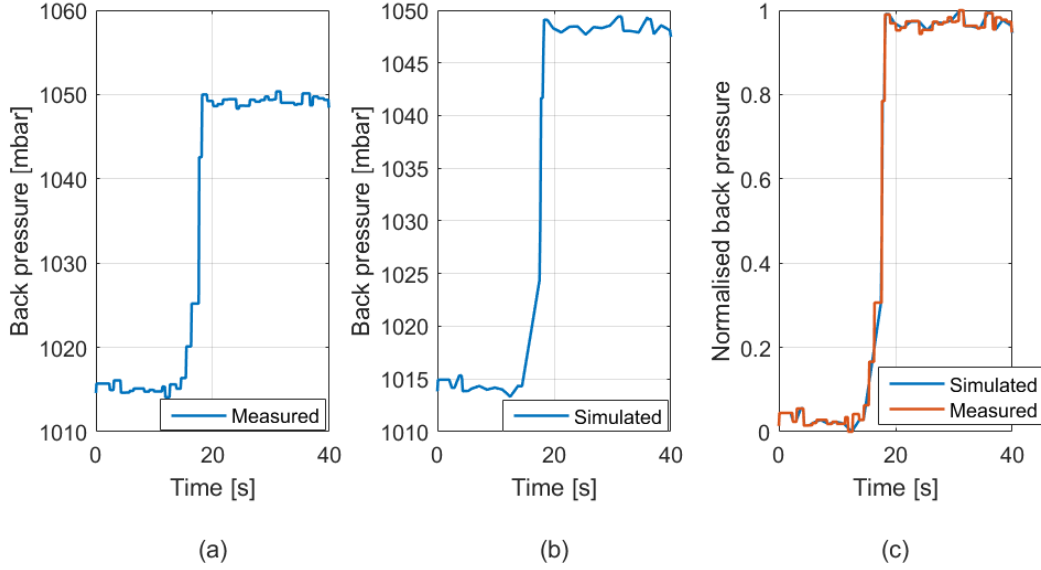 1060
1050
1040
1030
1020
1010
Back pressure [mbar]
Measured
0 20 40
Time [s]
(a)
1050
1045
1040
1035
1030
1025
1020
1015
1010
Back pressure [mbar]
Simulated
0 20 40
Time [s]
(b)
1
0.8
0.6
0.4
0.2
0
Normalised back pressure
Simulated
Measured
0 20 40
Time [s]
(c)